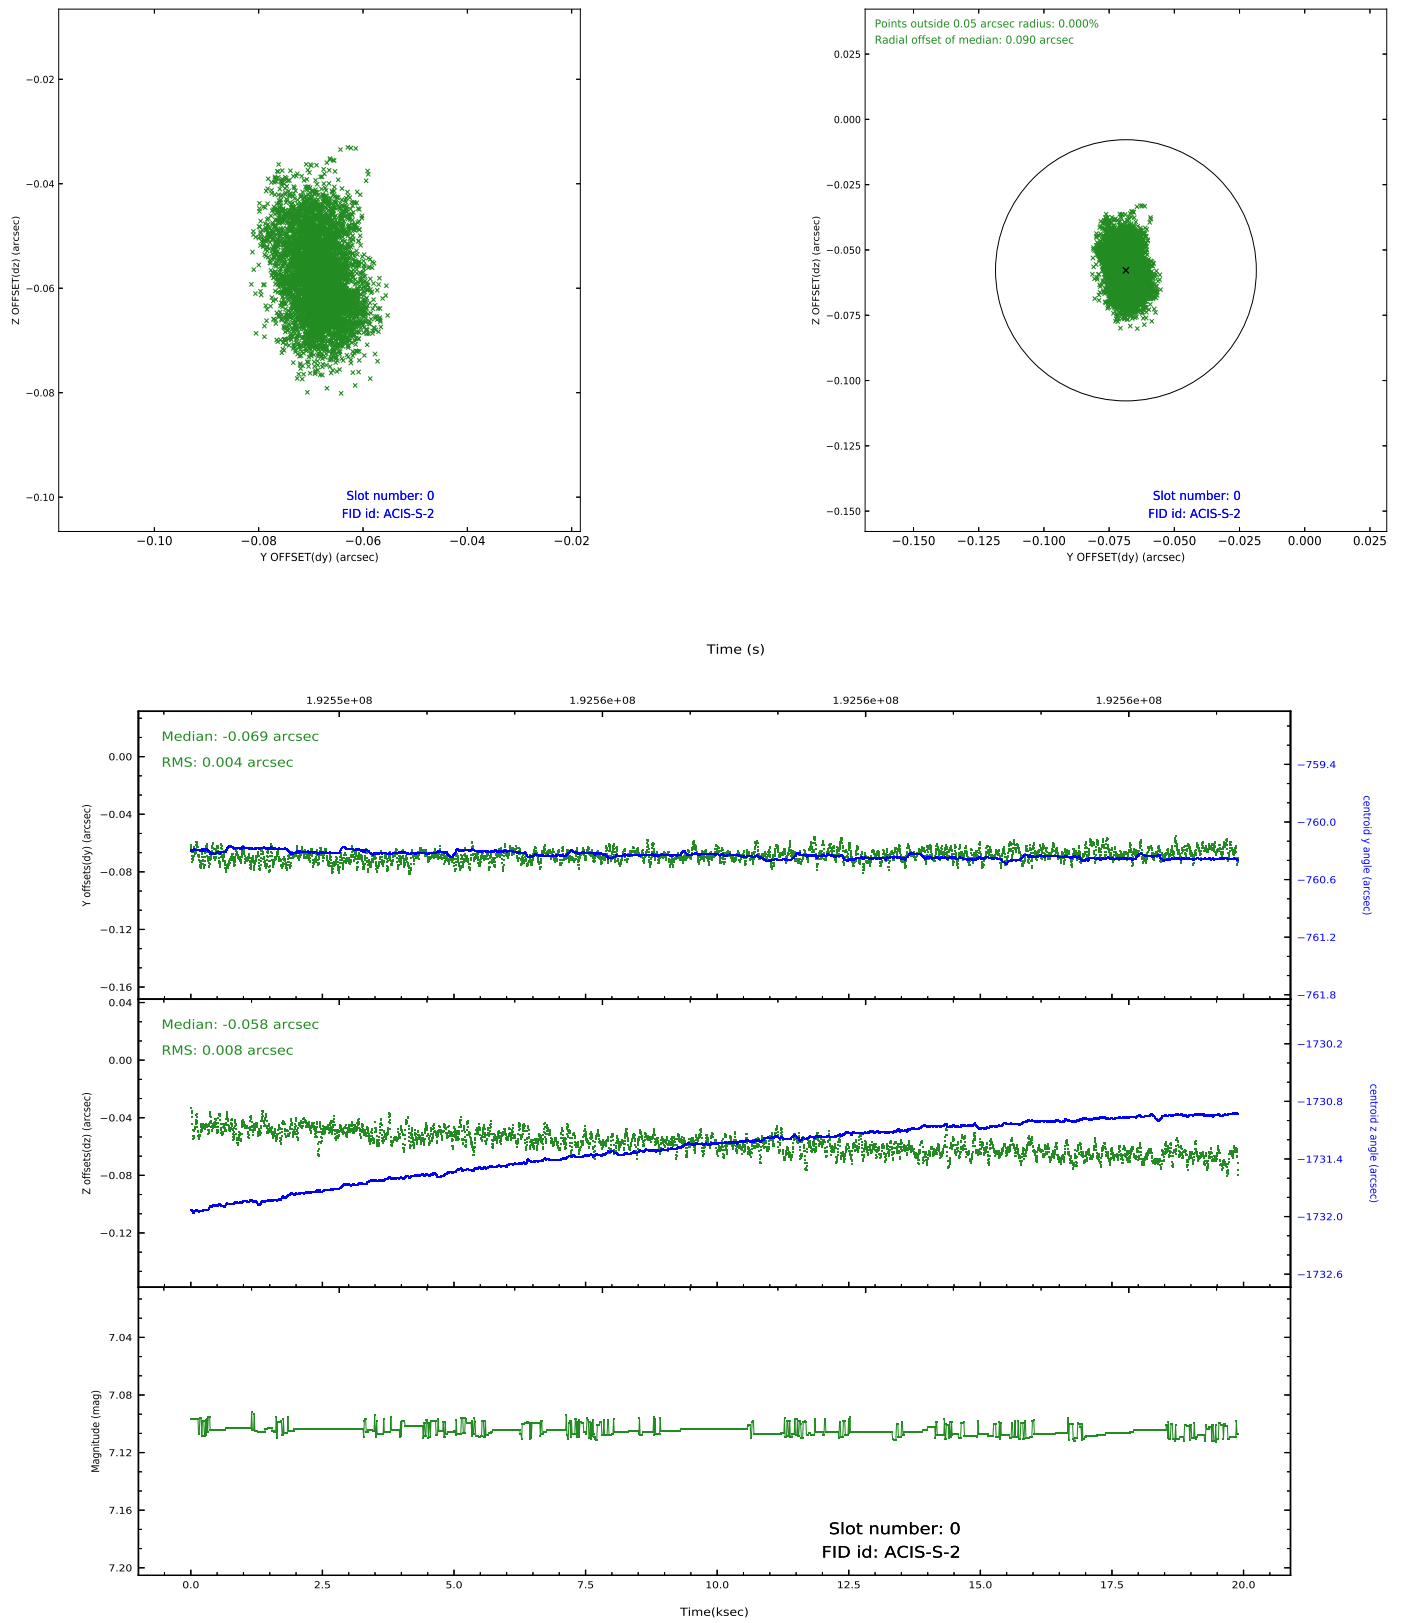 −0.02
−0.04
−0.06
−0.08
−0.10
Z OFFSET(dz) (arcsec)
Slot number: 0
FID id: ACIS-S-2
−0.10 −0.08 −0.06 −0.04 −0.02
Y OFFSET(dy) (arcsec)
Points outside 0.05 arcsec radius: 0.000%
Radial offset of median: 0.090 arcsec
0.025
0.000
−0.025
−0.050
−0.075
−0.100
−0.125
−0.150
Z OFFSET(dz) (arcsec)
Slot number: 0
FID id: ACIS-S-2
−0.150 −0.125 −0.100 −0.075 −0.050 −0.025 0.000 0.025
Y OFFSET(dy) (arcsec)
Time (s)
1.9255e+08 1.9256e+08 1.9256e+08 1.9256e+08
Median: -0.069 arcsec
RMS: 0.004 arcsec
0.00
−0.04
−0.08
−0.12
−0.16
Y offsets(dy) (arcsec)
−759.4
−760.0
−760.6
−761.2
−761.8
centroid y angle (arcsec)
Median: -0.058 arcsec
RMS: 0.008 arcsec
0.04
0.00
−0.04
−0.08
−0.12
Z offsets(dz) (arcsec)
−1730.2
−1730.8
−1731.4
−1732.0
−1732.6
centroid z angle (arcsec)
7.04
7.08
7.12
7.16
7.20
Magnitude (mag)
Slot number: 0
FID id: ACIS-S-2
0.0 2.5 5.0 7.5 10.0 12.5 15.0 17.5 20.0
Time(ksec)